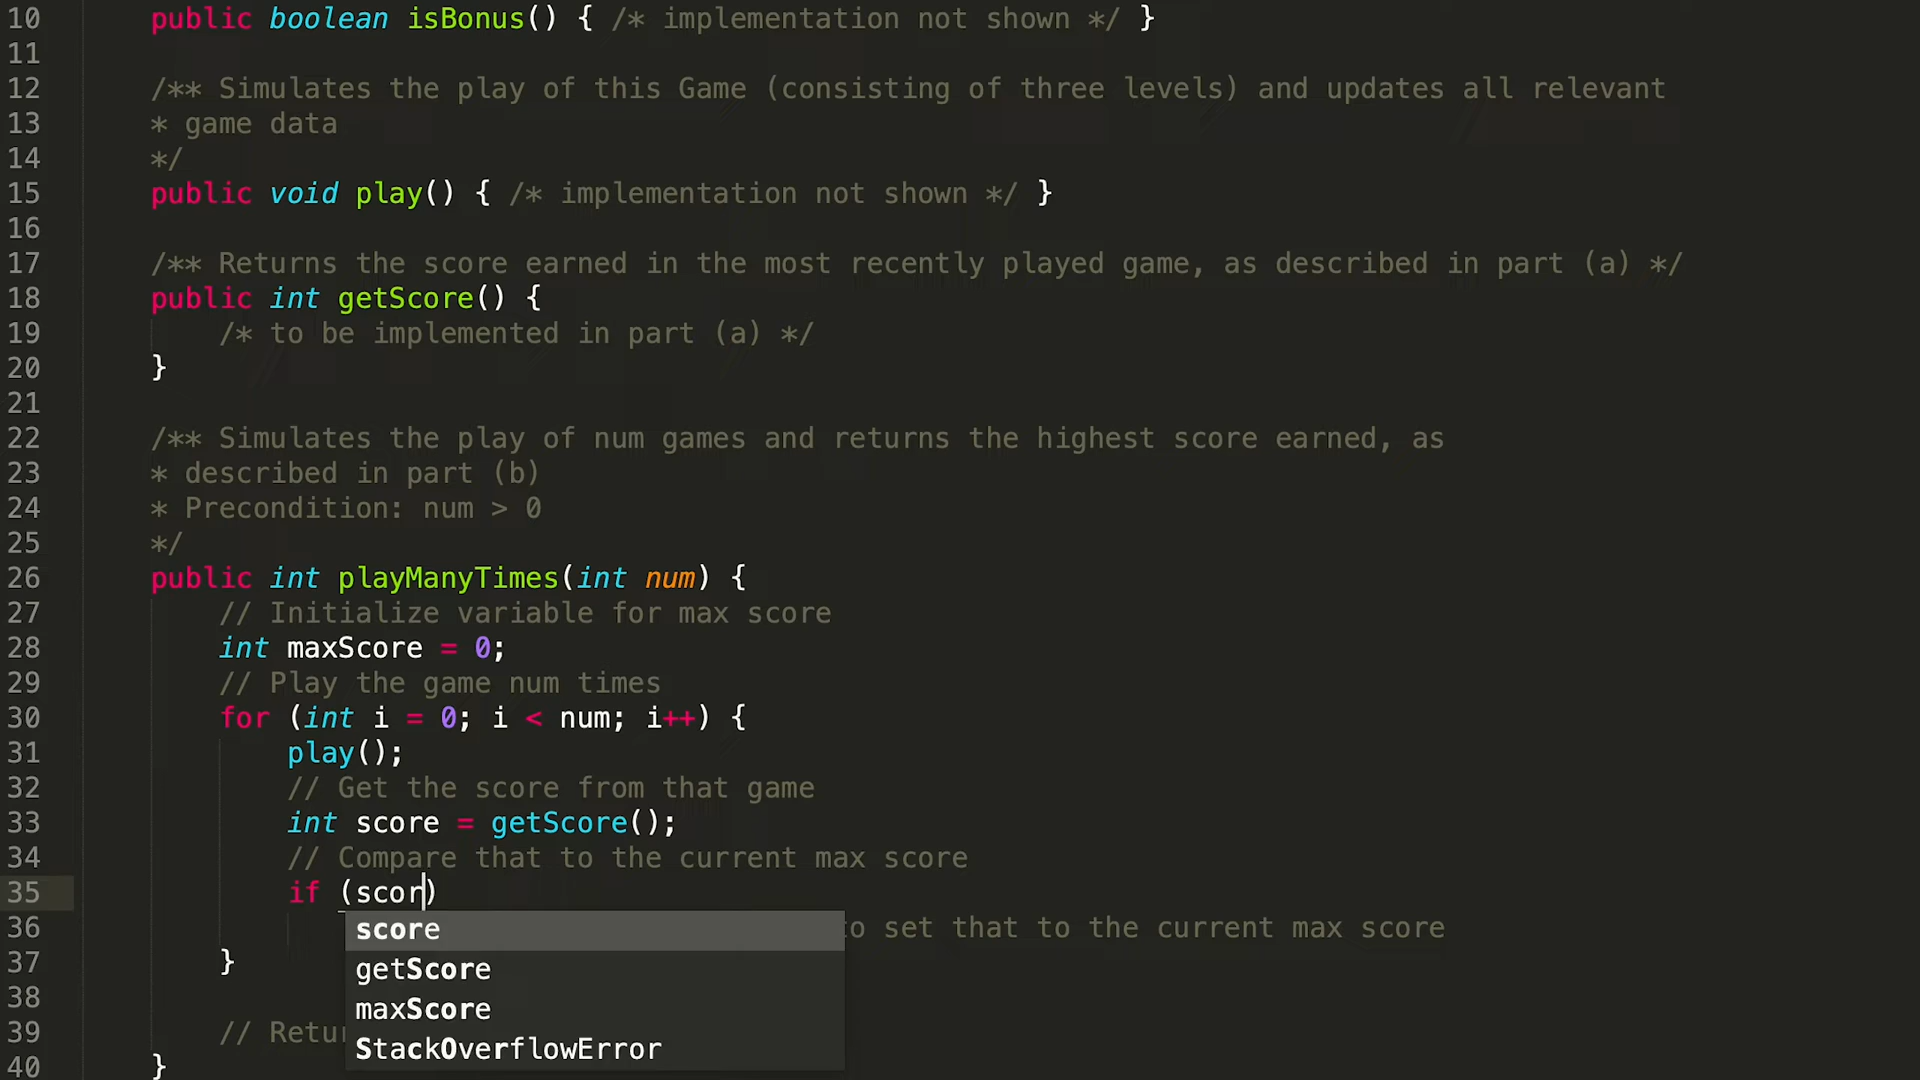 10 public boolean isBonus() { /* implementation not shown */ }
11
12 /** Simulates the play of this Game (consisting of three levels) and updates all relevant
13 * game data
14 */
15 public void play() { /* implementation not shown */ }
16
17 /** Returns the score earned in the most recently played game, as described in part (a) */
18 public int getScore() {
19 /* to be implemented in part (a) */
20 }
21
22 /** Simulates the play of num games and returns the highest score earned, as
23 * described in part (b)
24 * Precondition: num > 0
25 */
26 public int playManyTimes(int num) {
27 // Initialize variable for max score
28 int maxScore = 0;
29 // Play the game num times
30 for (int i = 0; i < num; i++) {
31 play();
32 // Get the score from that game
33 int score = getScore();
34 // Compare that to the current max score
35 if (scor)
score
36 to set that to the current max score
37 }
getScore
38
maxScore
39 // Retu
StackOverflowError
40 }